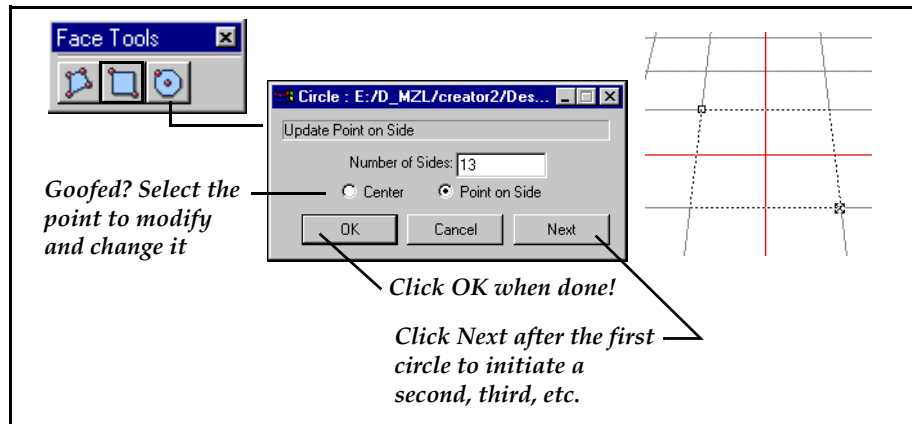 Face Tools
Circle : E:/D_MZL/creator2/Des...
Update Point on Side
Number of Sides: 13
Center Point on Side
OK Cancel Next
Goofed? Select the
point to modify
and change it
Click OK when done!
Click Next after the first
circle to initiate a
second, third, etc.